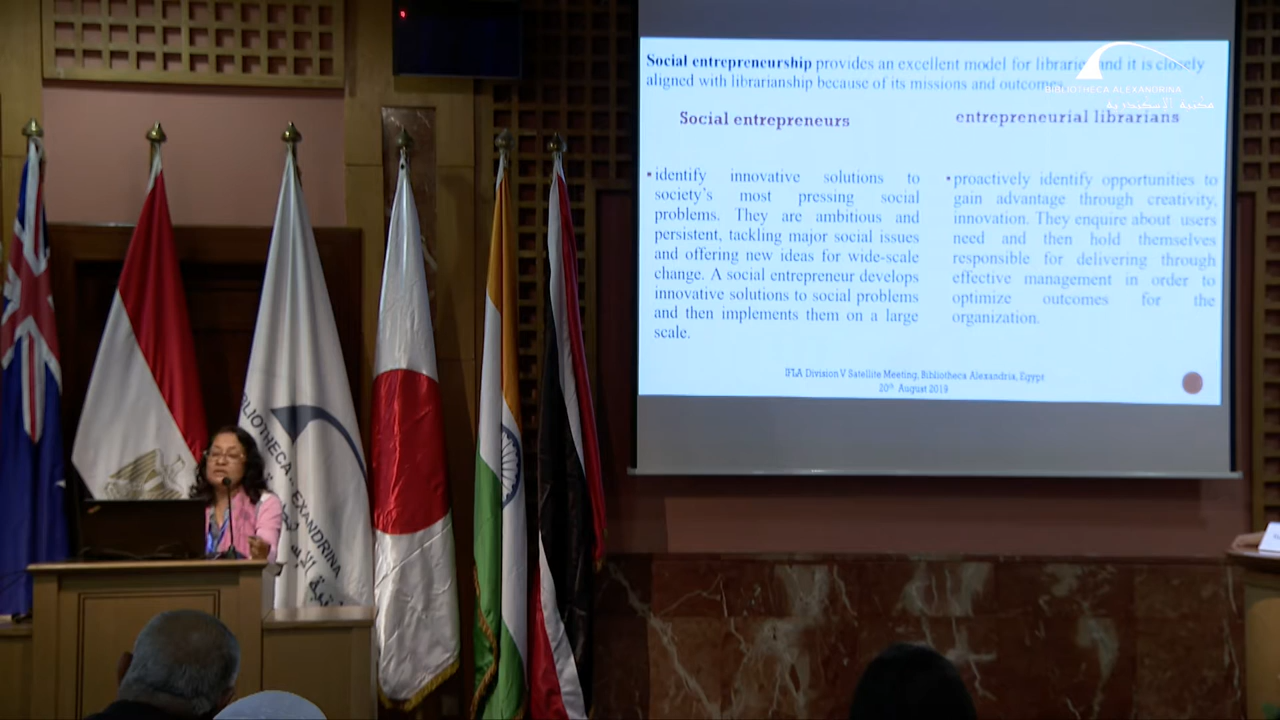 Social entrepreneurship provides an excellent model for libraries and it is closely
aligned with librarianship because of its missions and outcomes.
BIBLIOTHECA ALEXANDRINA
مكتبة الإسكندرية
Social entrepreneurs
entrepreneurial librarians
identify innovative solutions to
society's most pressing social
problems. They are ambitious and
persistent, tackling major social issues
and offering new ideas for wide-scale
change. A social entrepreneur develops
innovative solutions to social problems
and then implements them on a large
scale.
proactively identify opportunities to
gain advantage through creativity,
innovation. They enquire about users
need and then hold themselves
responsible for delivering through
effective management in order to
optimize outcomes for the
organization.
IFLA Division V Satellite Meeting, Bibliotheca Alexandria, Egypt
20th August 2019
BIBLIOTHECA
EXANDRINA